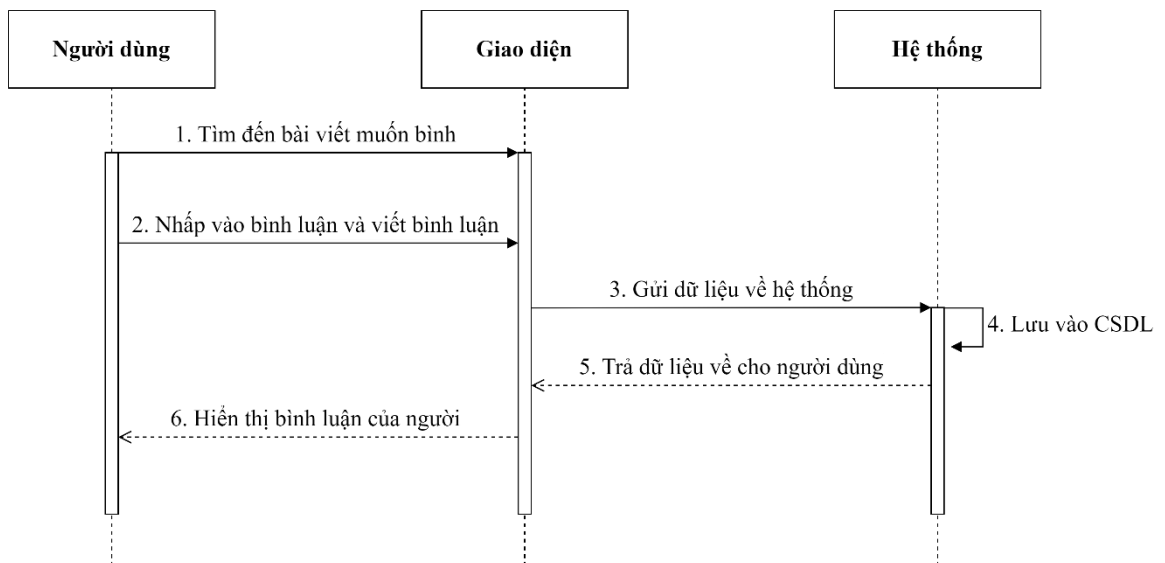 Người dùng
Giao diện
Hệ thống
1. Tìm đến bài viết muốn bình
2. Nhấp vào bình luận và viết bình luận
3. Gửi dữ liệu về hệ thống
4. Lưu vào CSDL
5. Trả dữ liệu về cho người dùng
6. Hiển thị bình luận của người